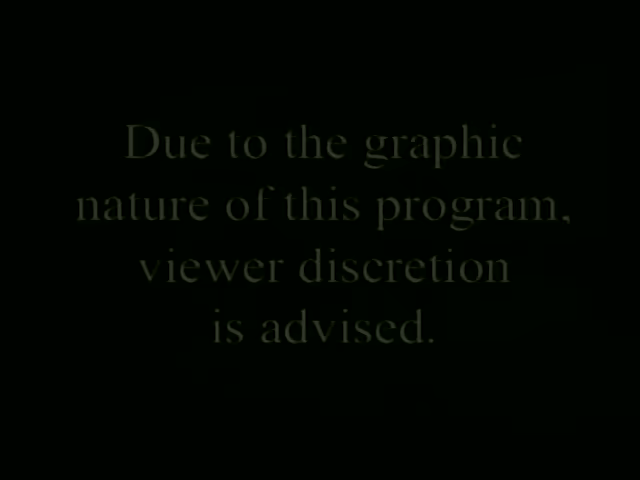 Due to the graphic
nature of this program,
viewer discretion
is advised.